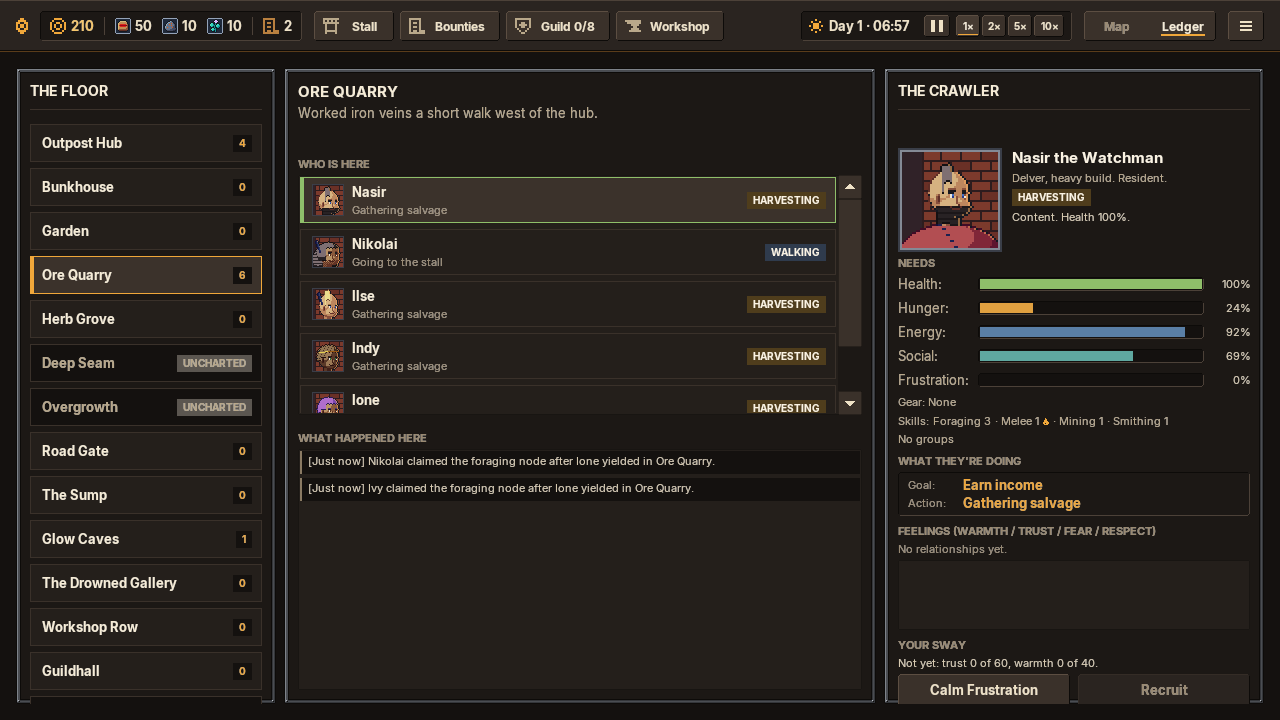 210 50 10 10 2 Stall Bounties Guild 0/8 Workshop Day 1 · 06:57 1x 2x 5x 10x Map Ledger
THE FLOOR
Outpost Hub 4
Bunkhouse 0
Garden 0
Ore Quarry 6
Herb Grove 0
Deep Seam UNCHARTED
Overgrowth UNCHARTED
Road Gate 0
The Sump 0
Glow Caves 1
The Drowned Gallery 0
Workshop Row 0
Guildhall 0
ORE QUARRY
Worked iron veins a short walk west of the hub.
WHO IS HERE
Nasir
Gathering salvage
HARVESTING
Nikolai
Going to the stall
WALKING
Ilse
Gathering salvage
HARVESTING
Indy
Gathering salvage
HARVESTING
Ione
HARVESTING
WHAT HAPPENED HERE
[Just now] Nikolai claimed the foraging node after Ione yielded in Ore Quarry.
[Just now] Ivy claimed the foraging node after Ione yielded in Ore Quarry.
THE CRAWLER
Nasir the Watchman
Delver, heavy build. Resident.
HARVESTING
Content. Health 100%.
NEEDS
Health: 100%
Hunger: 24%
Energy: 92%
Social: 69%
Frustration: 0%
Gear: None
Skills: Foraging 3 · Melee 1 · Mining 1 · Smithing 1
No groups
WHAT THEY'RE DOING
Goal: Earn income
Action: Gathering salvage
FEELINGS (WARMTH / TRUST / FEAR / RESPECT)
No relationships yet.
YOUR SWAY
Not yet: trust 0 of 60, warmth 0 of 40.
Calm Frustration Recruit